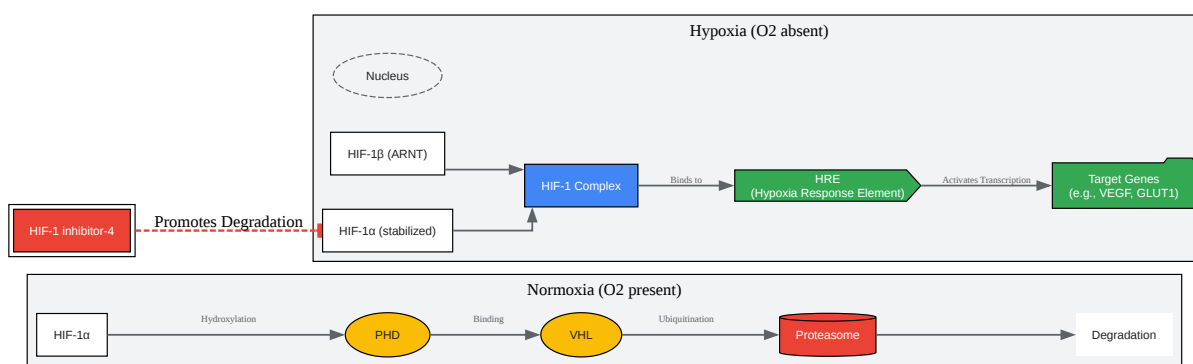 Hypoxia (O2 absent)
Nucleus
HIF-1β (ARNT)
HIF-1 Complex
Binds to
HRE
(Hypoxia Response Element)
Activates Transcription
Target Genes
(e.g., VEGF, GLUT1)
HIF-1 inhibitor-4
Promotes Degradation
HIF-1α (stabilized)
Normoxia (O2 present)
HIF-1α
Hydroxylation
PHD
Binding
VHL
Ubiquitination
Proteasome
Degradation